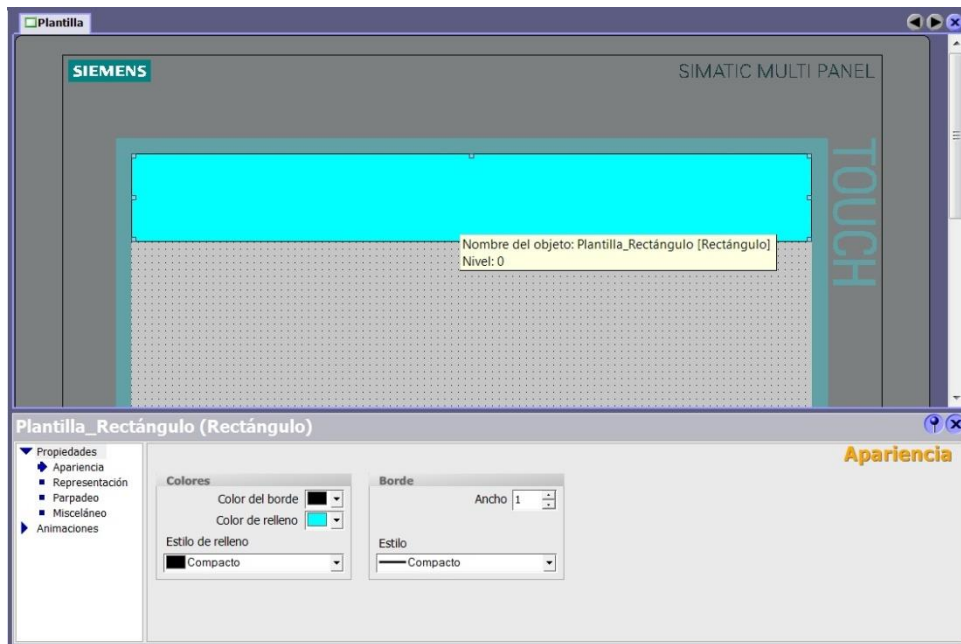 Plantilla
SIEMENS
SIMATIC MULTI PANEL
TOUCH
Nombre del objeto: Plantilla_Rectángulo [Rectángulo]
Nivel: 0
Plantilla_Rectángulo (Rectángulo)
Apariencia
Propiedades
Apariencia
Representación
Parpadeo
Misceláneo
Animaciones
Colores
Color del borde
Color de relleno
Estilo de relleno
Compacto
Borde
Ancho 1
Estilo
Compacto